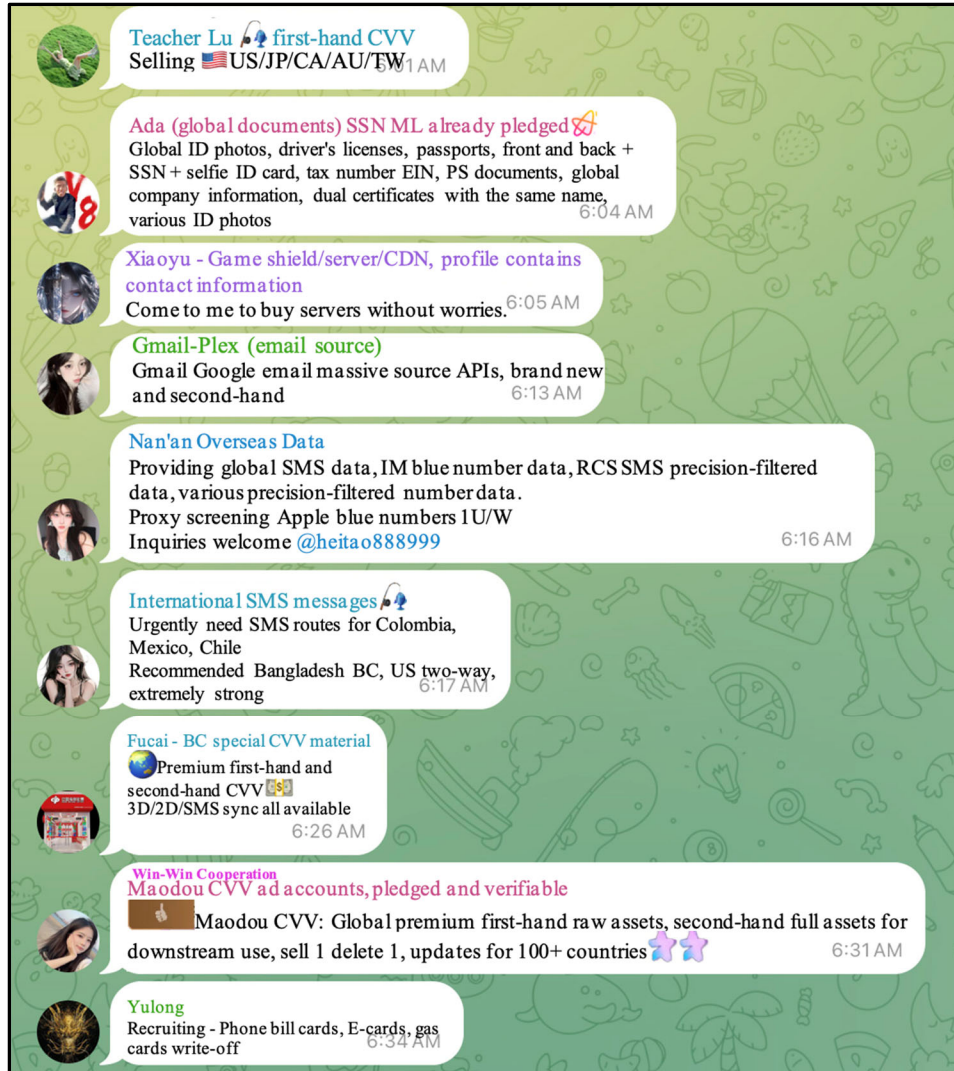 Teacher Lu 🎣 first-hand CVV
Selling 🇺🇸US/JP/CA/AU/TW
6:01 AM
Ada (global documents) SSN ML already pledged
Global ID photos, driver's licenses, passports, front and back +
SSN + selfie ID card, tax number EIN, PS documents, global
company information, dual certificates with the same name,
various ID photos
6:04 AM
V8
Xiaoyu - Game shield/server/CDN, profile contains
contact information
Come to me to buy servers without worries.
6:05 AM
Gmail-Plex (email source)
Gmail Google email massive source APIs, brand new
and second-hand
6:13 AM
Nan'an Overseas Data
Providing global SMS data, IM blue number data, RCS SMS precision-filtered
data, various precision-filtered number data.
Proxy screening Apple blue numbers 1U/W
Inquiries welcome @heitao888999
6:16 AM
International SMS messages🎣
Urgently need SMS routes for Colombia,
Mexico, Chile
Recommended Bangladesh BC, US two-way,
extremely strong
6:17 AM
Fucai - BC special CVV material
🌏Premium first-hand and
second-hand CVV💵
3D/2D/SMS sync all available
6:26 AM
Win-Win Cooperation
Maodou CVV ad accounts, pledged and verifiable
Maodou CVV: Global premium first-hand raw assets, second-hand full assets for
downstream use, sell 1 delete 1, updates for 100+ countries
6:31 AM
Yulong
Recruiting - Phone bill cards, E-cards, gas
cards write-off
6:34 AM